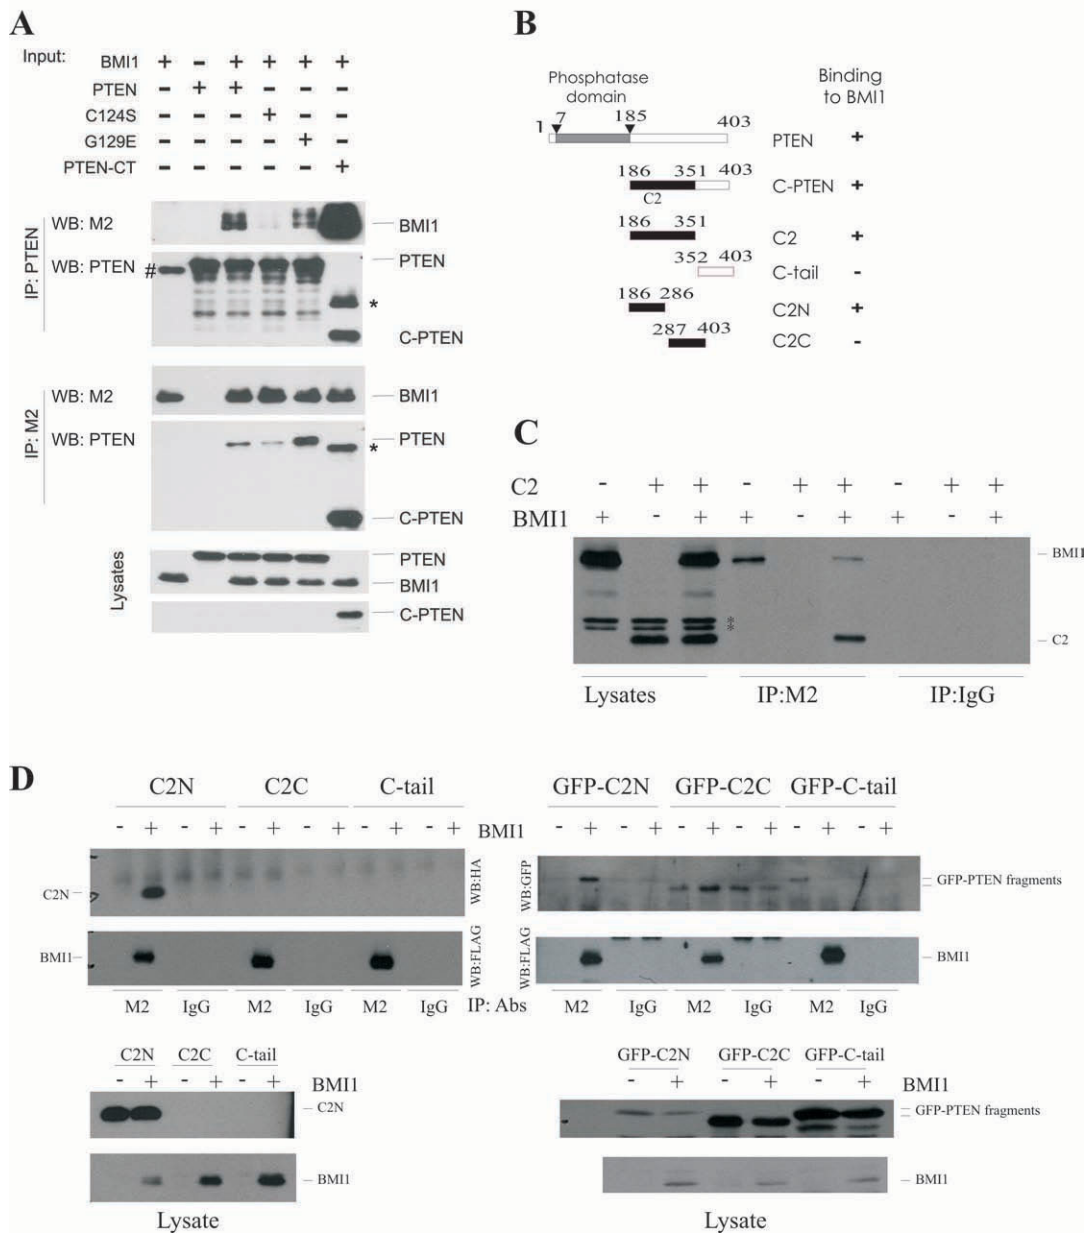 A
Input: BMI1 + - + + + +
PTEN - + + - - -
C124S - - - + - -
G129E - - - - + -
PTEN-CT - - - - - +
IP: PTEN
WB: M2
BMI1
WB: PTEN
#
PTEN
*
C-PTEN
IP: M2
WB: M2
BMI1
WB: PTEN
PTEN
*
C-PTEN
Lysates
PTEN
BMI1
C-PTEN
B
Phosphatase domain
Binding to BMI1
1 7 185 403
PTEN +
186 351 403
C2
C-PTEN +
186 351
C2 +
352 403
C-tail -
186 286
C2N +
287 403
C2C -
C
C2 - + + - + + - + +
BMI1 + - + + - + + - +
BMI1
**
C2
Lysates IP:M2 IP:IgG
D
C2N C2C C-tail
- + - + - + - + - + - + BMI1
C2N
WB:HA
BMI1
WB:FLAG
M2 IgG M2 IgG M2 IgG
IP: Abs
GFP-C2N GFP-C2C GFP-C-tail
- + - + - + - + - + - +
WB:GFP
GFP-PTEN fragments
WB:FLAG
BMI1
M2 IgG M2 IgG M2 IgG
C2N C2C C-tail
- + - + - + BMI1
C2N
BMI1
Lysate
GFP-C2N GFP-C2C GFP-C-tail
- + - + - + BMI1
GFP-PTEN fragments
BMI1
Lysate